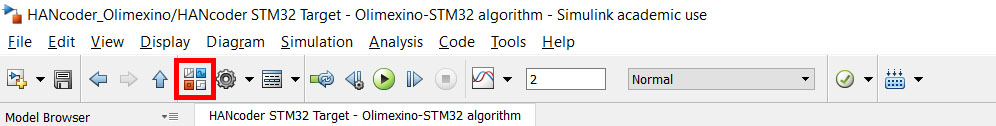 HANcoder_Olimexino/HANcoder STM32 Target - Olimexino-STM32 algorithm - Simulink academic use
File Edit View Display Diagram Simulation Analysis Code Tools Help
2 Normal
Model Browser HANcoder STM32 Target - Olimexino-STM32 algorithm